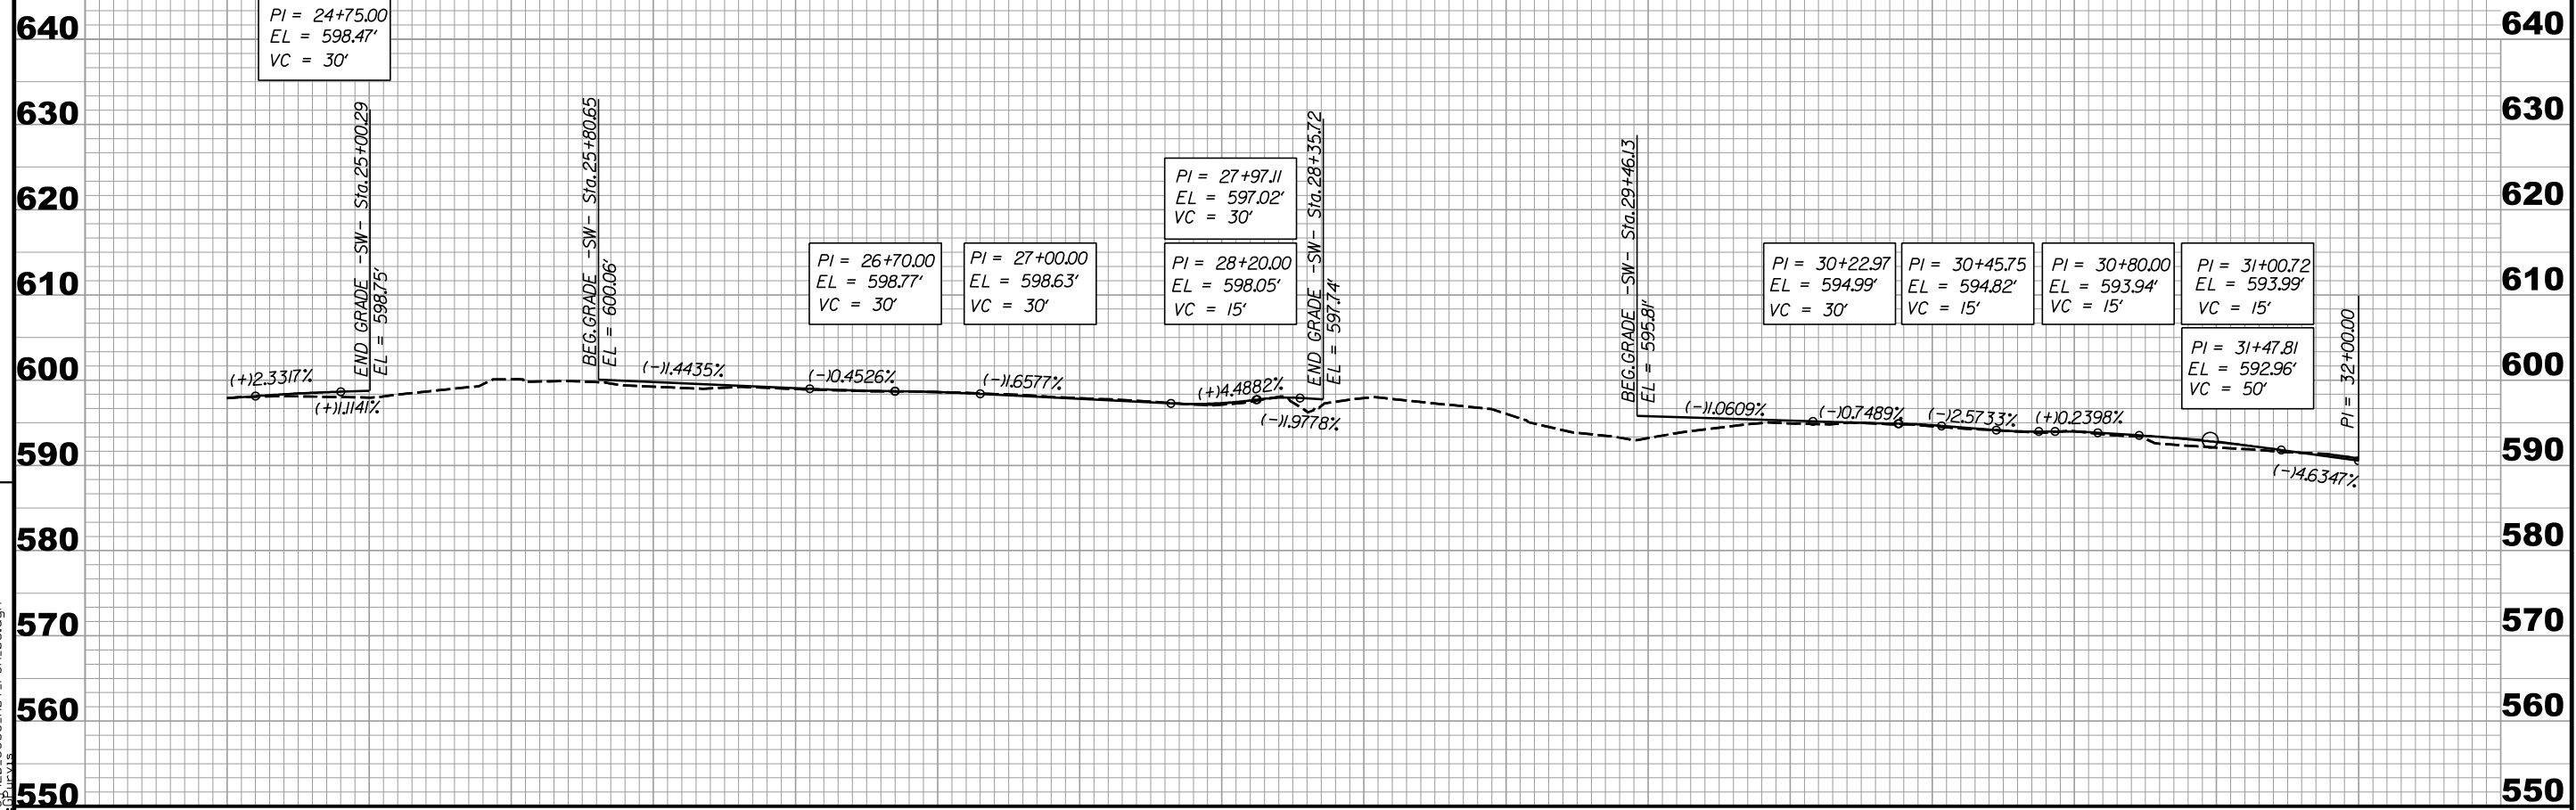 640
PI = 24+75.00
EL = 598.47'
VC = 30'
640
630
630
620
620
610
610
600
600
590
590
580
580
570
570
560
560
550
550
END GRADE -SW- Sta.25+00.29
EL = 598.75'
BEG.GRADE -SW- Sta.25+80.65
EL = 600.06'
PI = 26+70.00
EL = 598.77'
VC = 30'
PI = 27+00.00
EL = 598.63'
VC = 30'
PI = 27+97.11
EL = 597.02'
VC = 30'
PI = 28+20.00
EL = 598.05'
VC = 15'
END GRADE -SW- Sta.28+35.72
EL = 597.74'
BEG.GRADE -SW- Sta.29+46.13
EL = 595.81'
PI = 30+22.97
EL = 594.99'
VC = 30'
PI = 30+45.75
EL = 594.82'
VC = 15'
PI = 30+80.00
EL = 593.94'
VC = 15'
PI = 31+00.72
EL = 593.99'
VC = 15'
PI = 31+47.81
EL = 592.96'
VC = 50'
PI = 32+00.00
(+)2.3317%
(+)1.1141%
(-)1.4435%
(-)0.4526%
(-)1.6577%
(+)4.4882%
(-)1.9778%
(-)1.0609%
(-)0.7489%
(-)2.5733%
(+)0.2398%
(-)4.6347%